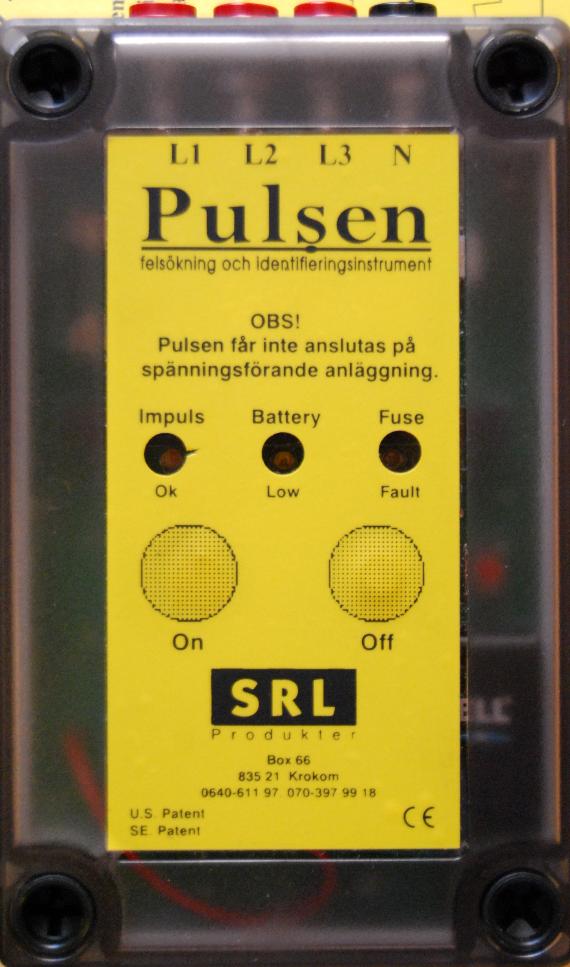 L1 L2 L3 N
Pulsen
felsökning och identifieringsinstrument
OBS!
Pulsen får inte anslutas på
spänningsförande anläggning.
Impuls Battery Fuse
Ok Low Fault
On Off
SRL
Produkter
Box 66
835 21 Krokom
0640-611 97. 070-397 99 18
U.S. Patent
SE. Patent
CE